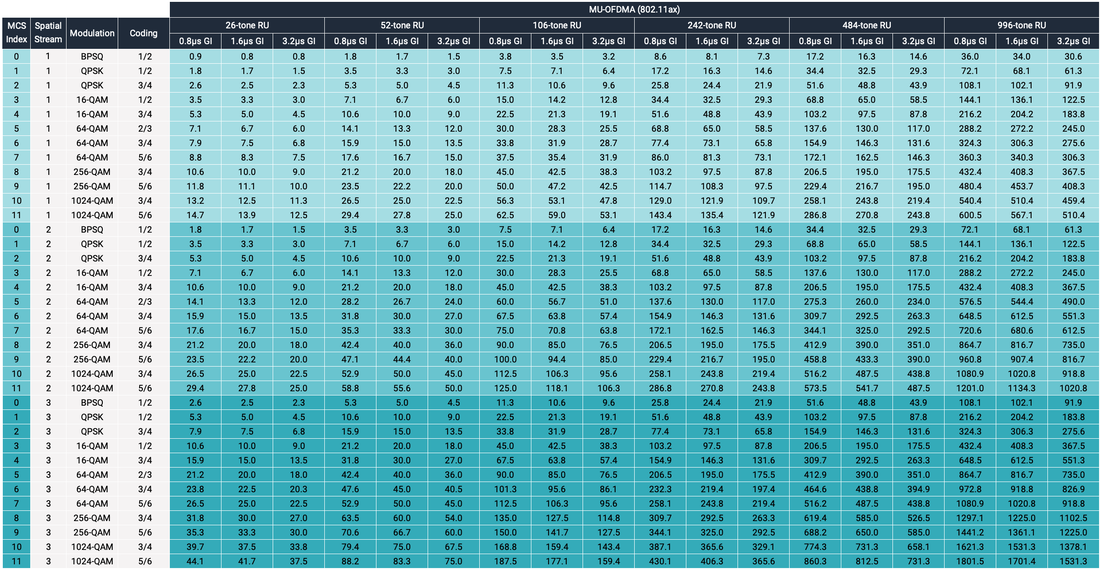 MU-OFDMA (802.11ax)
MCS Index Spatial Stream Modulation Coding 26-tone RU 52-tone RU 106-tone RU 242-tone RU 484-tone RU 996-tone RU
0.8µs GI 1.6µs GI 3.2µs GI 0.8µs GI 1.6µs GI 3.2µs GI 0.8µs GI 1.6µs GI 3.2µs GI 0.8µs GI 1.6µs GI 3.2µs GI 0.8µs GI 1.6µs GI 3.2µs GI 0.8µs GI 1.6µs GI 3.2µs GI
0 1 BPSQ 1/2 0.9 0.8 0.8 1.8 1.7 1.5 3.8 3.5 3.2 8.6 8.1 7.3 17.2 16.3 14.6 36.0 34.0 30.6
1 1 QPSK 1/2 1.8 1.7 1.5 3.5 3.3 3.0 7.5 7.1 6.4 17.2 16.3 14.6 34.4 32.5 29.3 72.1 68.1 61.3
2 1 QPSK 3/4 2.6 2.5 2.3 5.3 5.0 4.5 11.3 10.6 9.6 25.8 24.4 21.9 51.6 48.8 43.9 108.1 102.1 91.9
3 1 16-QAM 1/2 3.5 3.3 3.0 7.1 6.7 6.0 15.0 14.2 12.8 34.4 32.5 29.3 68.8 65.0 58.5 144.1 136.1 122.5
4 1 16-QAM 3/4 5.3 5.0 4.5 10.6 10.0 9.0 22.5 21.3 19.1 51.6 48.8 43.9 103.2 97.5 87.8 216.2 204.2 183.8
5 1 64-QAM 2/3 7.1 6.7 6.0 14.1 13.3 12.0 30.0 28.3 25.5 68.8 65.0 58.5 137.6 130.0 117.0 288.2 272.2 245.0
6 1 64-QAM 3/4 7.9 7.5 6.8 15.9 15.0 13.5 33.8 31.9 28.7 77.4 73.1 65.8 154.9 146.3 131.6 324.3 306.3 275.6
7 1 64-QAM 5/6 8.8 8.3 7.5 17.6 16.7 15.0 37.5 35.4 31.9 86.0 81.3 73.1 172.1 162.5 146.3 360.3 340.3 306.3
8 1 256-QAM 3/4 10.6 10.0 9.0 21.2 20.0 18.0 45.0 42.5 38.3 103.2 97.5 87.8 206.5 195.0 175.5 432.4 408.3 367.5
9 1 256-QAM 5/6 11.8 11.1 10.0 23.5 22.2 20.0 50.0 47.2 42.5 114.7 108.3 97.5 229.4 216.7 195.0 480.4 453.7 408.3
10 1 1024-QAM 3/4 13.2 12.5 11.3 26.5 25.0 22.5 56.3 53.1 47.8 129.0 121.9 109.7 258.1 243.8 219.4 540.4 510.4 459.4
11 1 1024-QAM 5/6 14.7 13.9 12.5 29.4 27.8 25.0 62.5 59.0 53.1 143.4 135.4 121.9 286.8 270.8 243.8 600.5 567.1 510.4
0 2 BPSQ 1/2 1.8 1.7 1.5 3.5 3.3 3.0 7.5 7.1 6.4 17.2 16.3 14.6 34.4 32.5 29.3 72.1 68.1 61.3
1 2 QPSK 1/2 3.5 3.3 3.0 7.1 6.7 6.0 15.0 14.2 12.8 34.4 32.5 29.3 68.8 65.0 58.5 144.1 136.1 122.5
2 2 QPSK 3/4 5.3 5.0 4.5 10.6 10.0 9.0 22.5 21.3 19.1 51.6 48.8 43.9 103.2 97.5 87.8 216.2 204.2 183.8
3 2 16-QAM 1/2 7.1 6.7 6.0 14.1 13.3 12.0 30.0 28.3 25.5 68.8 65.0 58.5 137.6 130.0 117.0 288.2 272.2 245.0
4 2 16-QAM 3/4 10.6 10.0 9.0 21.2 20.0 18.0 45.0 42.5 38.3 103.2 97.5 87.8 206.5 195.0 175.5 432.4 408.3 367.5
5 2 64-QAM 2/3 14.1 13.3 12.0 28.2 26.7 24.0 60.0 56.7 51.0 137.6 130.0 117.0 275.3 260.0 234.0 576.5 544.4 490.0
6 2 64-QAM 3/4 15.9 15.0 13.5 31.8 30.0 27.0 67.5 63.8 57.4 154.9 146.3 131.6 309.7 292.5 263.3 648.5 612.5 551.3
7 2 64-QAM 5/6 17.6 16.7 15.0 35.3 33.3 30.0 75.0 70.8 63.8 172.1 162.5 146.3 344.1 325.0 292.5 720.6 680.6 612.5
8 2 256-QAM 3/4 21.2 20.0 18.0 42.4 40.0 36.0 90.0 85.0 76.5 206.5 195.0 175.5 412.9 390.0 351.0 864.7 816.7 735.0
9 2 256-QAM 5/6 23.5 22.2 20.0 47.1 44.4 40.0 100.0 94.4 85.0 229.4 216.7 195.0 458.8 433.3 390.0 960.8 907.4 816.7
10 2 1024-QAM 3/4 26.5 25.0 22.5 52.9 50.0 45.0 112.5 106.3 95.6 258.1 243.8 219.4 516.2 487.5 438.8 1080.9 1020.8 918.8
11 2 1024-QAM 5/6 29.4 27.8 25.0 58.8 55.6 50.0 125.0 118.1 106.3 286.8 270.8 243.8 573.5 541.7 487.5 1201.0 1134.3 1020.8
0 3 BPSQ 1/2 2.6 2.5 2.3 5.3 5.0 4.5 11.3 10.6 9.6 25.8 24.4 21.9 51.6 48.8 43.9 108.1 102.1 91.9
1 3 QPSK 1/2 5.3 5.0 4.5 10.6 10.0 9.0 22.5 21.3 19.1 51.6 48.8 43.9 103.2 97.5 87.8 216.2 204.2 183.8
2 3 QPSK 3/4 7.9 7.5 6.8 15.9 15.0 13.5 33.8 31.9 28.7 77.4 73.1 65.8 154.9 146.3 131.6 324.3 306.3 275.6
3 3 16-QAM 1/2 10.6 10.0 9.0 21.2 20.0 18.0 45.0 42.5 38.3 103.2 97.5 87.8 206.5 195.0 175.5 432.4 408.3 367.5
4 3 16-QAM 3/4 15.9 15.0 13.5 31.8 30.0 27.0 67.5 63.8 57.4 154.9 146.3 131.6 309.7 292.5 263.3 648.5 612.5 551.3
5 3 64-QAM 2/3 21.2 20.0 18.0 42.4 40.0 36.0 90.0 85.0 76.5 206.5 195.0 175.5 412.9 390.0 351.0 864.7 816.7 735.0
6 3 64-QAM 3/4 23.8 22.5 20.3 47.6 45.0 40.5 101.3 95.6 86.1 232.3 219.4 197.4 464.6 438.8 394.9 972.8 918.8 826.9
7 3 64-QAM 5/6 26.5 25.0 22.5 52.9 50.0 45.0 112.5 106.3 95.6 258.1 243.8 219.4 516.2 487.5 438.8 1080.9 1020.8 918.8
8 3 256-QAM 3/4 31.8 30.0 27.0 63.5 60.0 54.0 135.0 127.5 114.8 309.7 292.5 263.3 619.4 585.0 526.5 1297.1 1225.0 1102.5
9 3 256-QAM 5/6 35.3 33.3 30.0 70.6 66.7 60.0 150.0 141.7 127.5 344.1 325.0 292.5 688.2 650.0 585.0 1441.2 1361.1 1225.0
10 3 1024-QAM 3/4 39.7 37.5 33.8 79.4 75.0 67.5 168.8 159.4 143.4 387.1 365.6 329.1 774.3 731.3 658.1 1621.3 1531.3 1378.1
11 3 1024-QAM 5/6 44.1 41.7 37.5 88.2 83.3 75.0 187.5 177.1 159.4 430.1 406.3 365.6 860.3 812.5 731.3 1801.5 1701.4 1531.3